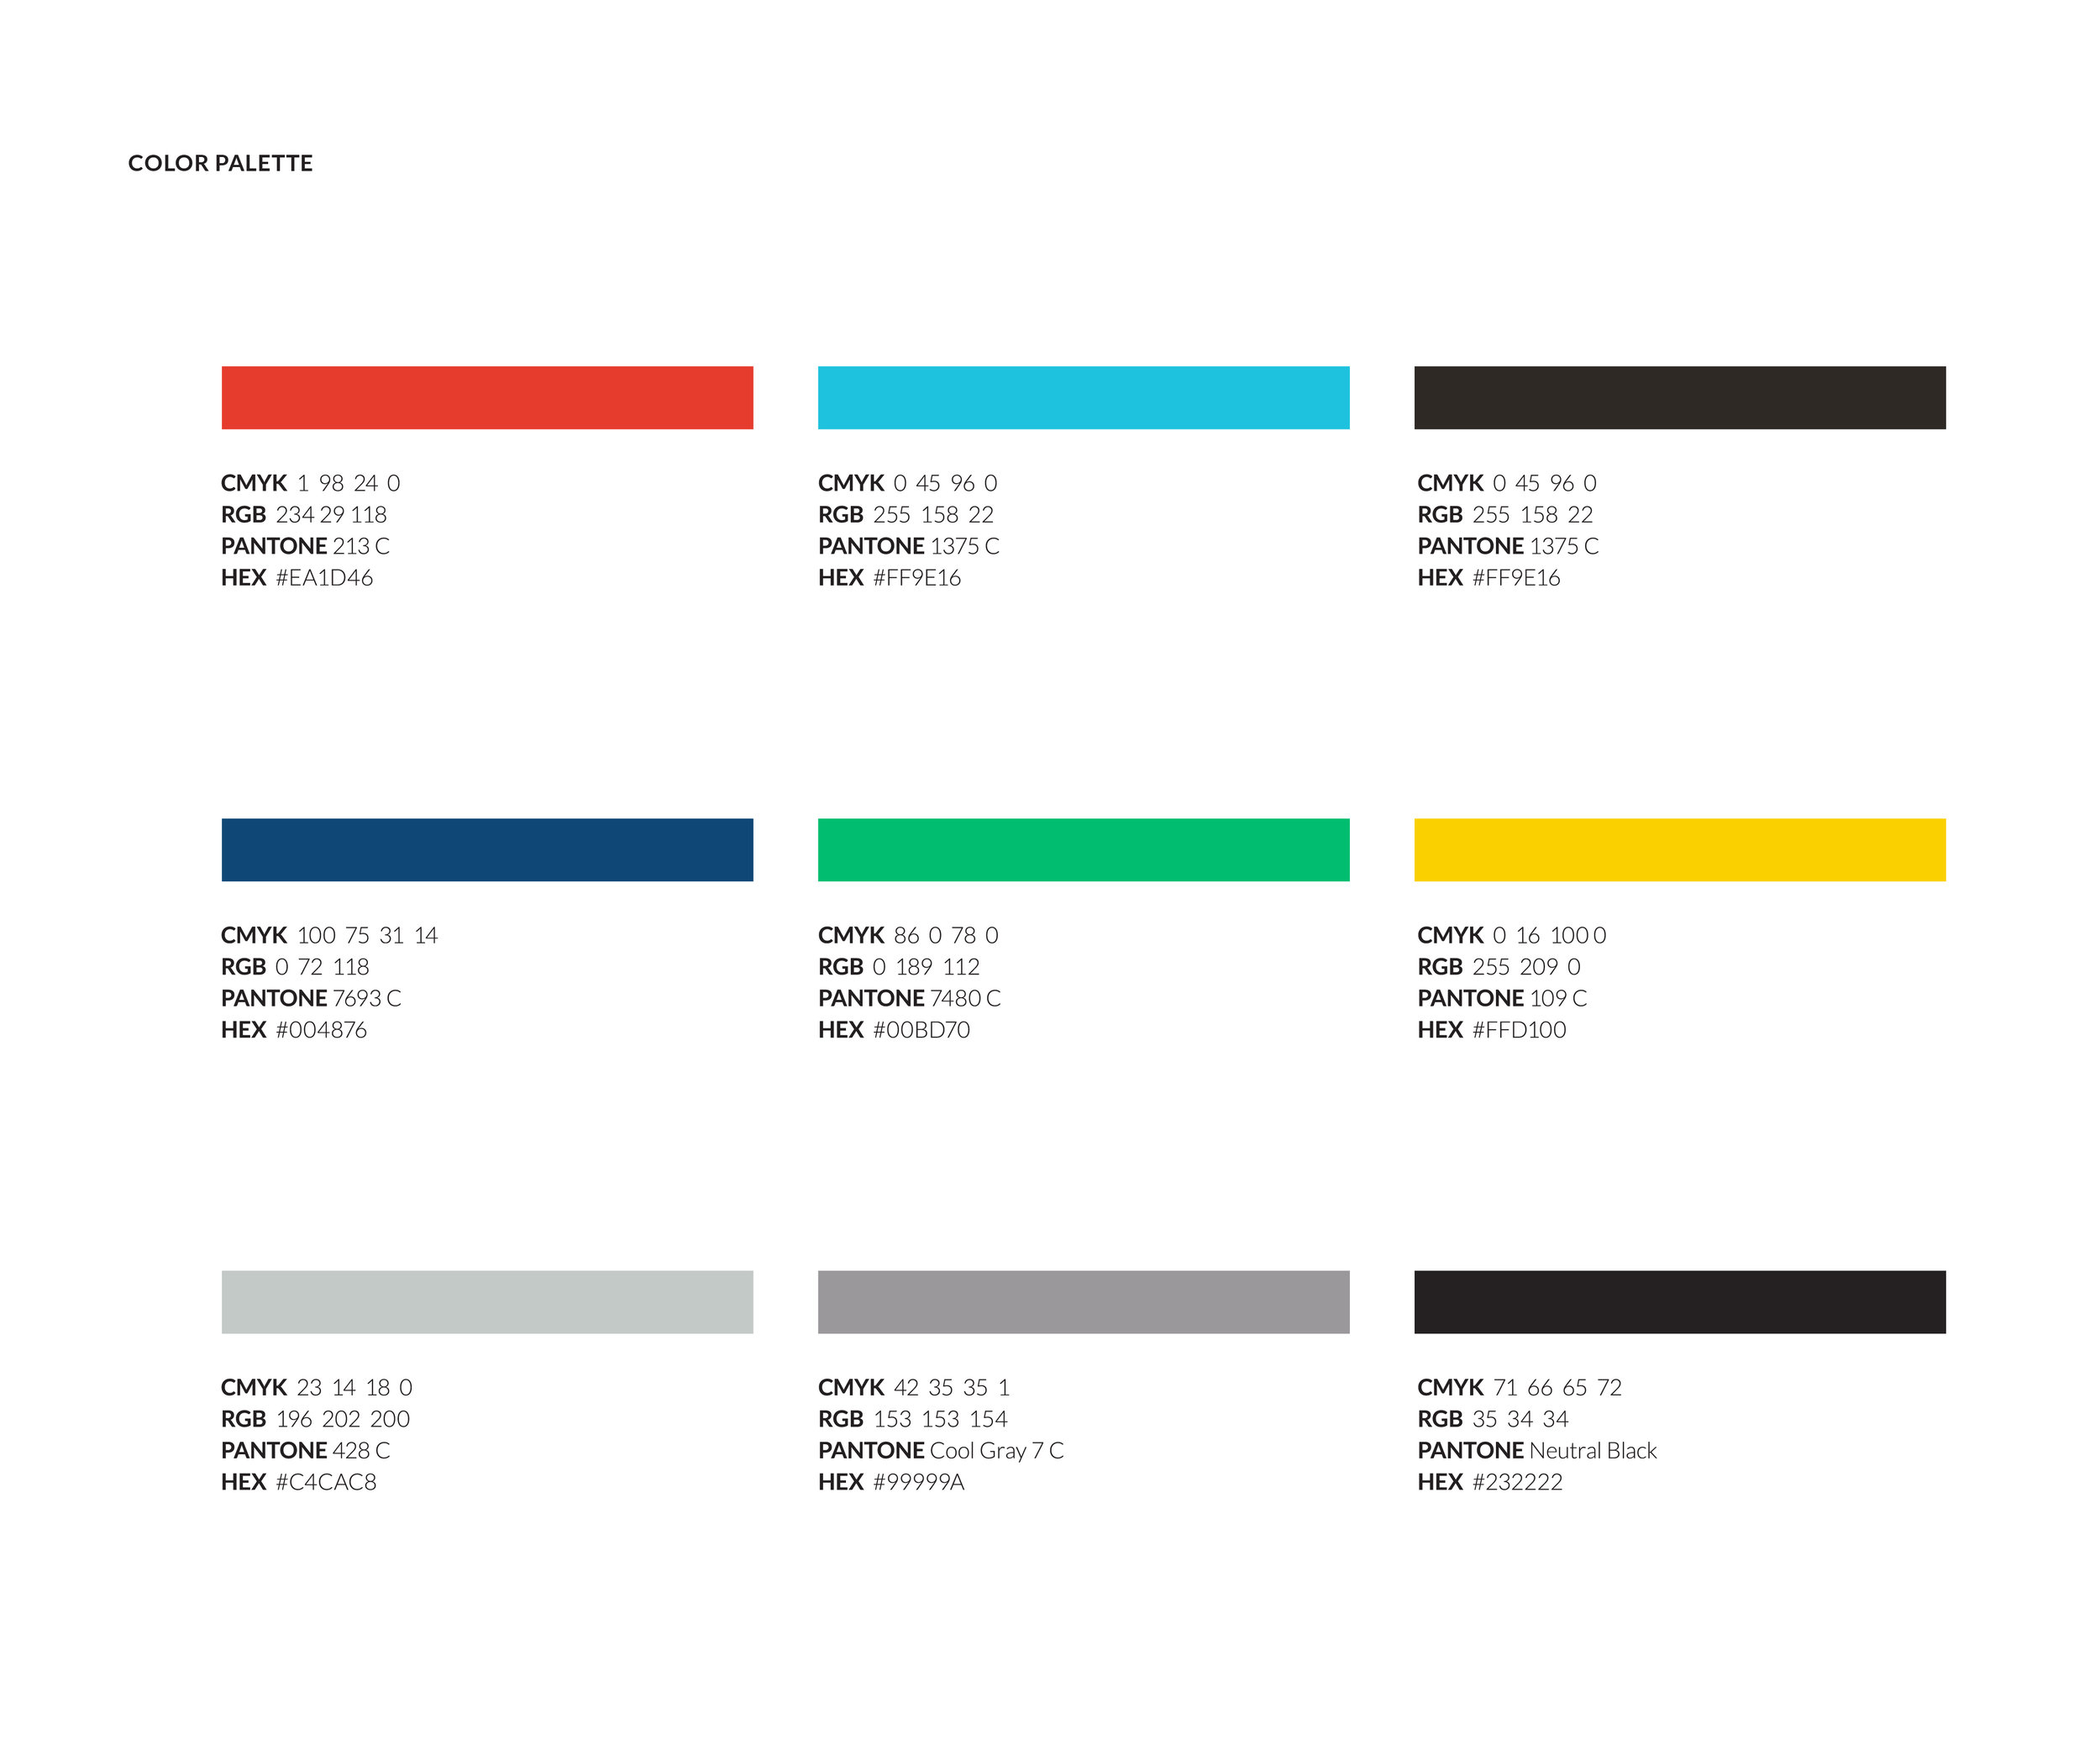 COLOR PALETTE
CMYK 1 98 24 0
RGB 234 29 118
PANTONE 213 C
HEX #EA1D46
CMYK 0 45 96 0
RGB 255 158 22
PANTONE 1375 C
HEX #FF9E16
CMYK 0 45 96 0
RGB 255 158 22
PANTONE 1375 C
HEX #FF9E16
CMYK 100 75 31 14
RGB 0 72 118
PANTONE 7693 C
HEX #004876
CMYK 86 0 78 0
RGB 0 189 112
PANTONE 7480 C
HEX #00BD70
CMYK 0 16 100 0
RGB 255 209 0
PANTONE 109 C
HEX #FFD100
CMYK 23 14 18 0
RGB 196 202 200
PANTONE 428 C
HEX #C4CAC8
CMYK 42 35 35 1
RGB 153 153 154
PANTONE Cool Gray 7 C
HEX #99999A
CMYK 71 66 65 72
RGB 35 34 34
PANTONE Neutral Black
HEX #232222